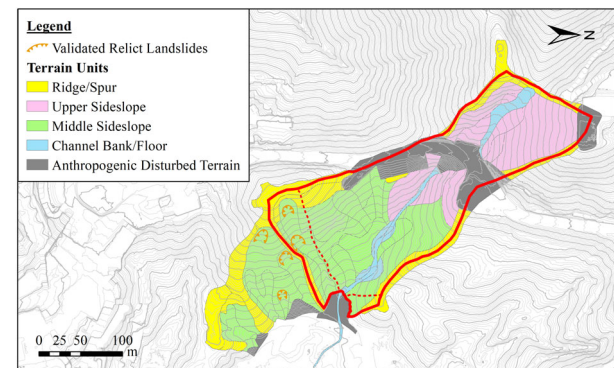 Legend
Validated Relict Landslides
Terrain Units
Ridge/Spur
Upper Sideslope
Middle Sideslope
Channel Bank/Floor
Anthropogenic Disturbed Terrain
N
0 25 50 100
m